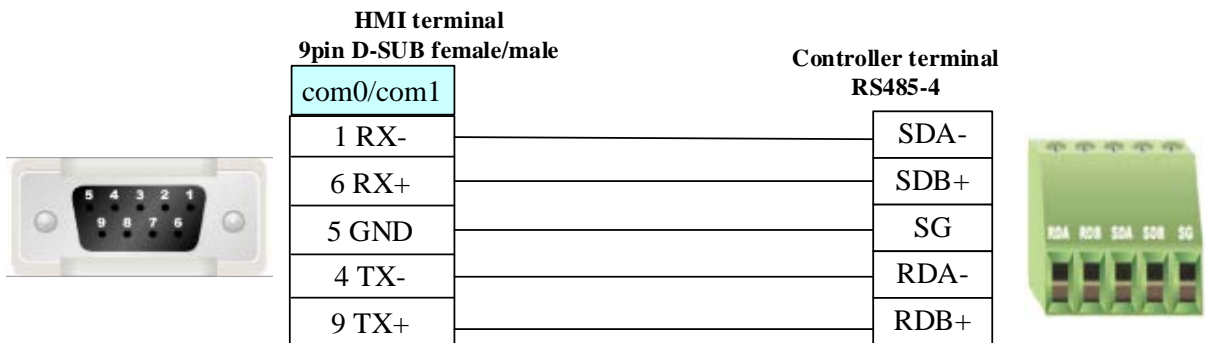 HMI terminal
9pin D-SUB female/male
Controller terminal
RS485-4
com0/com1
1 RX-
SDA-
6 RX+
SDB+
5 GND
SG
4 TX-
RDA-
9 TX+
RDB+
5 4 3 2 1
9 8 7 6
RDA RDB SDA SDB SG